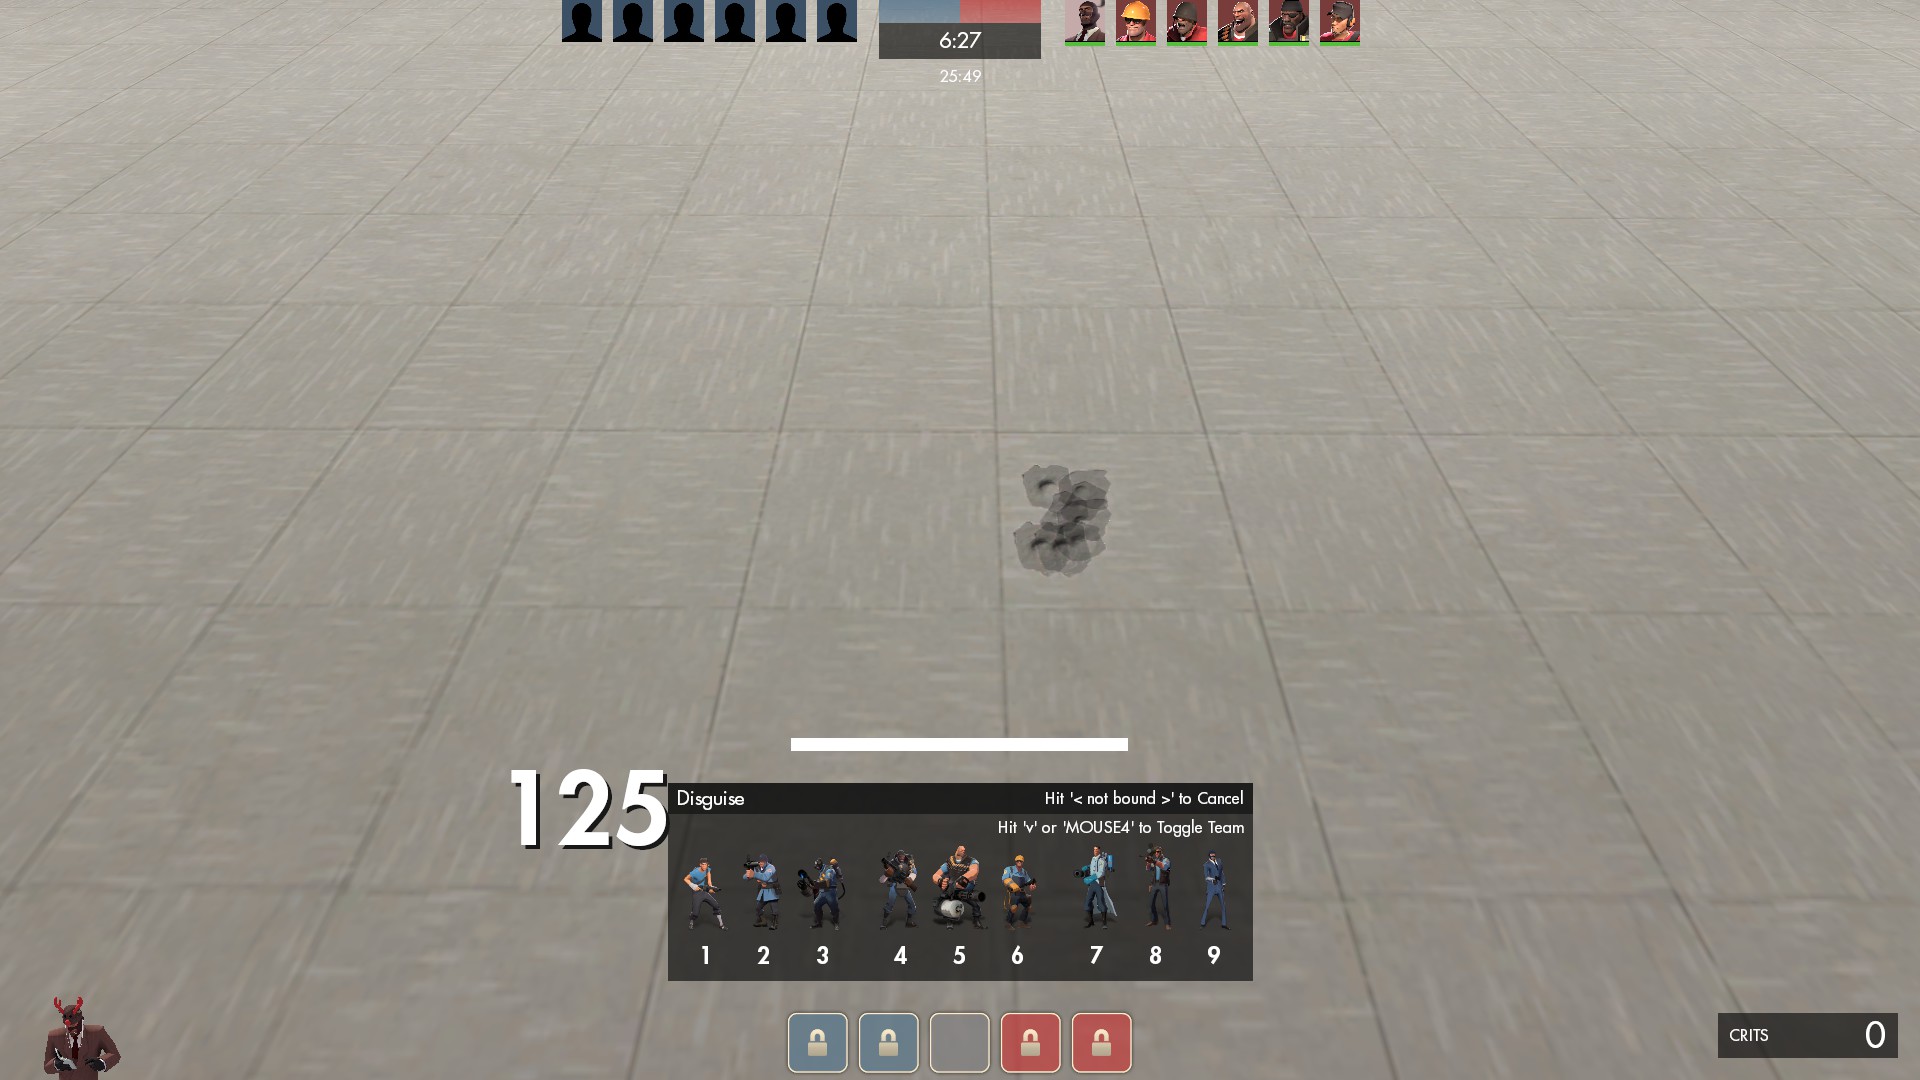 6:27
25:49
125
Disguise
Hit '< not bound >' to Cancel
Hit 'v' or 'MOUSE4' to Toggle Team
1 2 3 4 5 6 7 8 9
CRITS 0